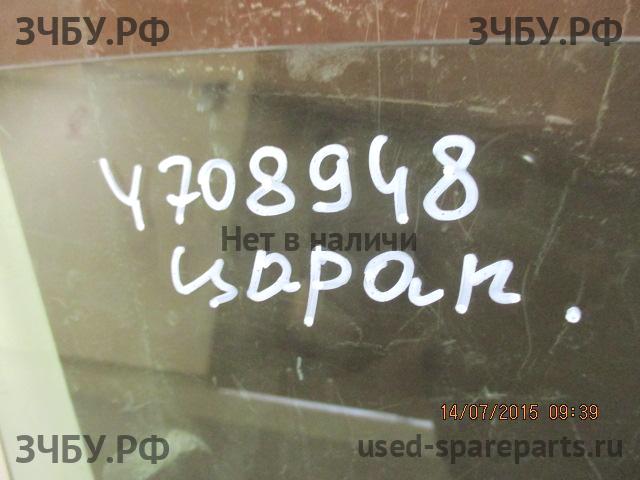 ЗЧБУ.РФ ЗЧБУ.РФ
Y708948
Нет в наличи
царап.
14/07/2015 09:39
ЗЧБУ.РФ used-spareparts.ru